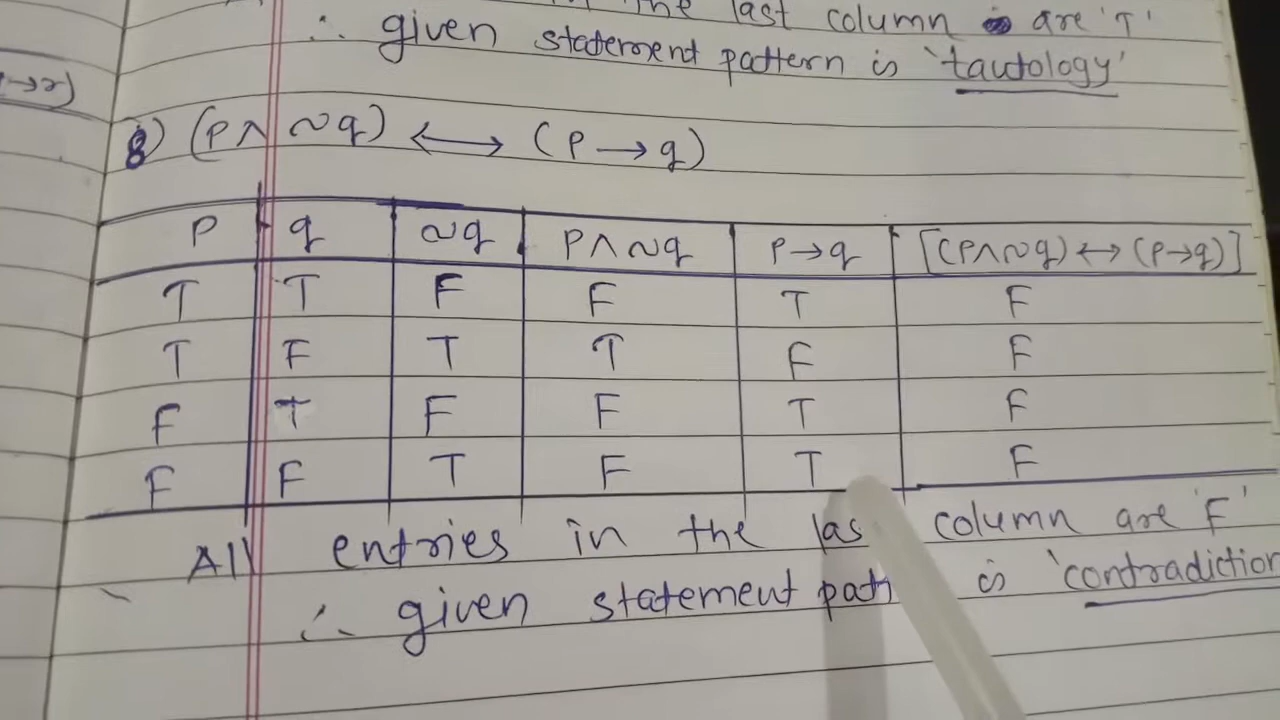 the last column are 'T'
∴ given statement pattern is 'tautology'
→r)
8) (P∧ ~q) ⟷ (P → q)
P q ~q P∧~q P→q [(P∧~q)↔(P→q)]
T T F F T F
T F T T F F
F T F F T F
F F T F T F
All entries in the las column are 'F'
∴ given statement patt is 'contradiction